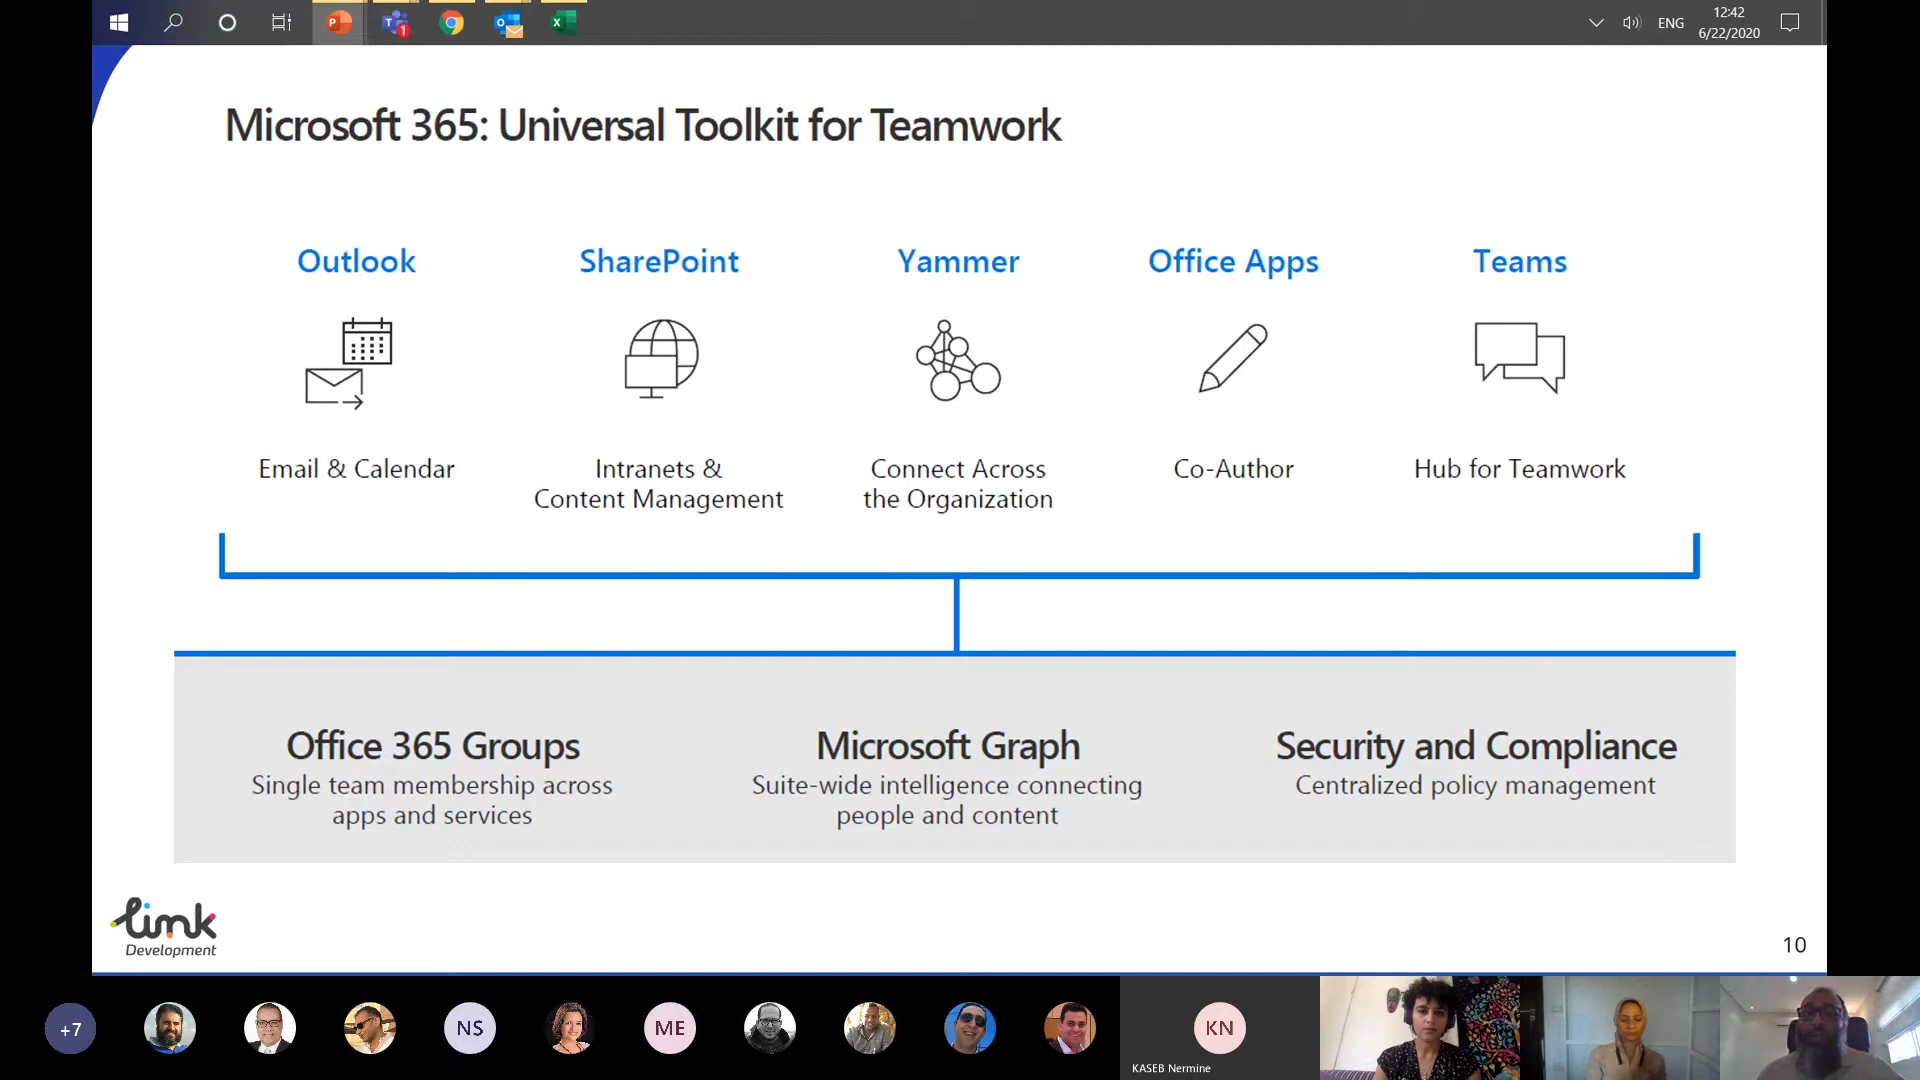 12:42
ENG
6/22/2020
1
Microsoft 365: Universal Toolkit for Teamwork
Outlook
SharePoint
Yammer
Office Apps
Teams
Email & Calendar
Intranets &
Content Management
Connect Across
the Organization
Co-Author
Hub for Teamwork
Office 365 Groups
Single team membership across
apps and services
Microsoft Graph
Suite-wide intelligence connecting
people and content
Security and Compliance
Centralized policy management
link
Development
10
+7
NS
ME
KN
KASEB Nermine